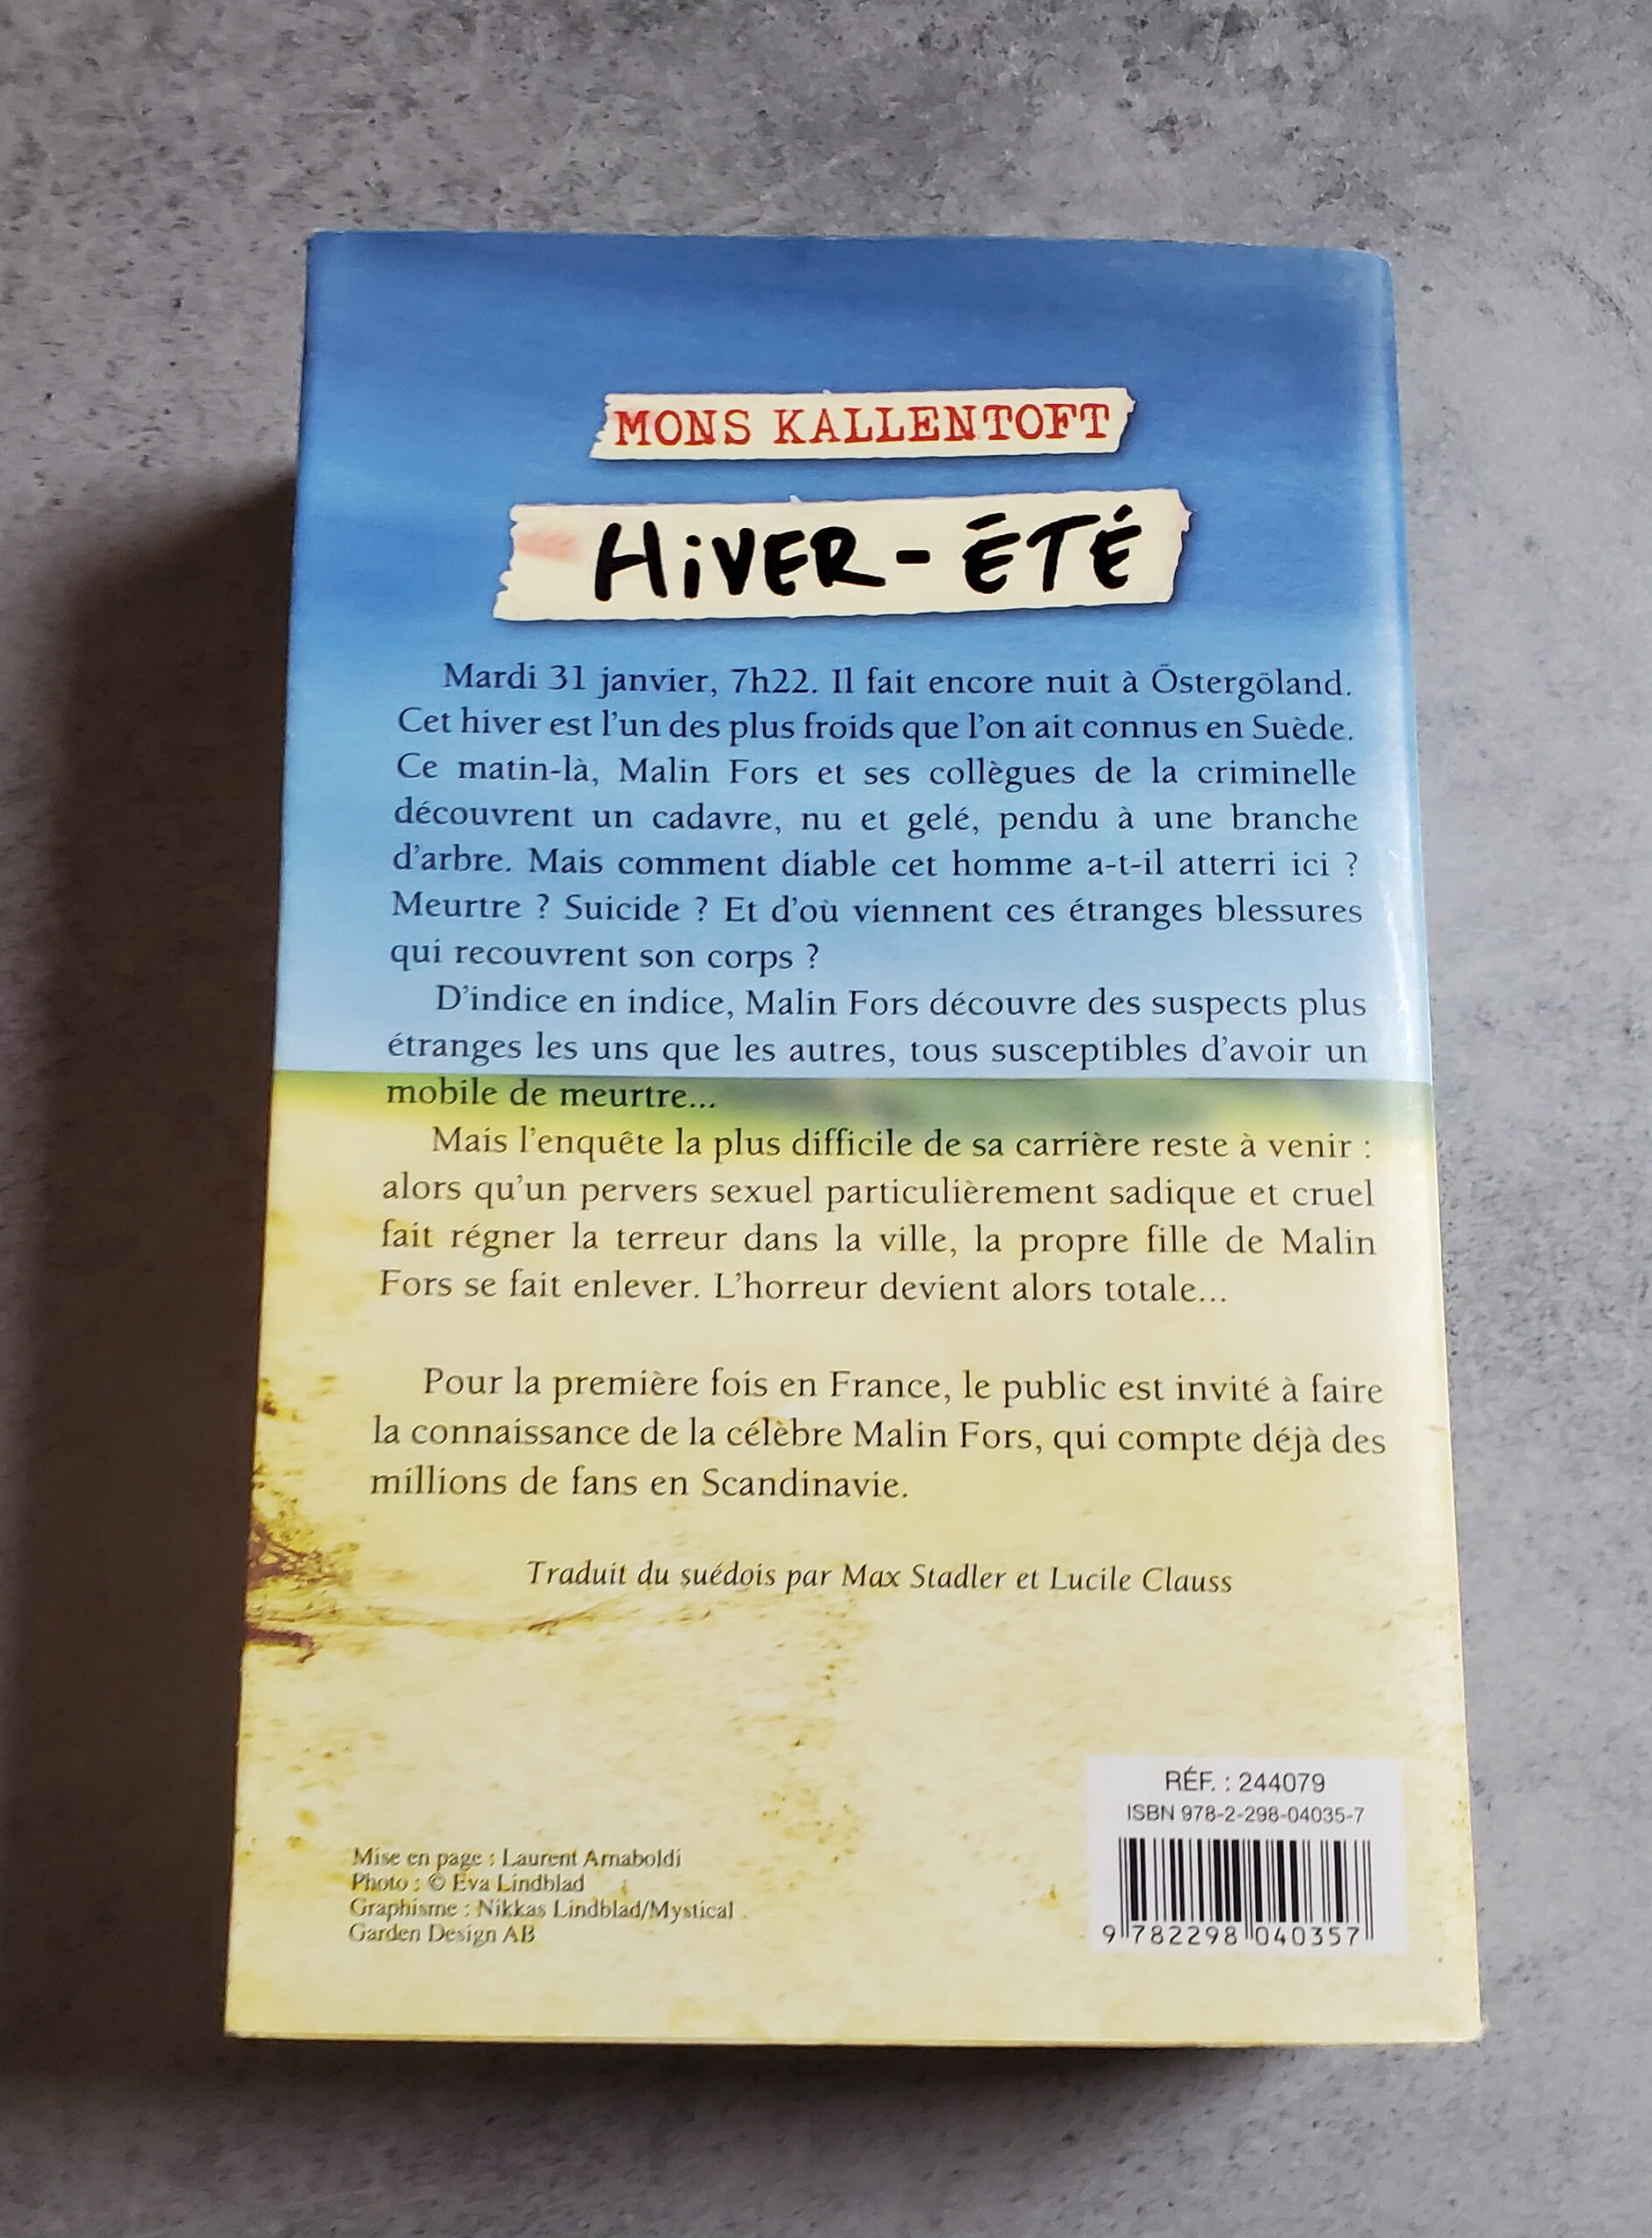 MONS KALLENTOFT
HiVER - ÉTÉ
Mardi 31 janvier, 7h22. Il fait encore nuit à Östergöland.
Cet hiver est l'un des plus froids que l'on ait connus en Suède.
Ce matin-là, Malin Fors et ses collègues de la criminelle
découvrent un cadavre, nu et gelé, pendu à une branche
d'arbre. Mais comment diable cet homme a-t-il atterri ici ?
Meurtre ? Suicide ? Et d'où viennent ces étranges blessures
qui recouvrent son corps ?
D'indice en indice, Malin Fors découvre des suspects plus
étranges les uns que les autres, tous susceptibles d'avoir un
mobile de meurtre...
Mais l'enquête la plus difficile de sa carrière reste à venir :
alors qu'un pervers sexuel particulièrement sadique et cruel
fait régner la terreur dans la ville, la propre fille de Malin
Fors se fait enlever. L'horreur devient alors totale...
Pour la première fois en France, le public est invité à faire
la connaissance de la célèbre Malin Fors, qui compte déjà des
millions de fans en Scandinavie.
Traduit du suédois par Max Stadler et Lucile Clauss
Mise en page : Laurent Arnaboldi
Photo : © Eva Lindblad
Graphisme : Nikkas Lindblad/Mystical
Garden Design AB
RÉF. : 244079
ISBN 978-2-298-04035-7
9 782298 040357